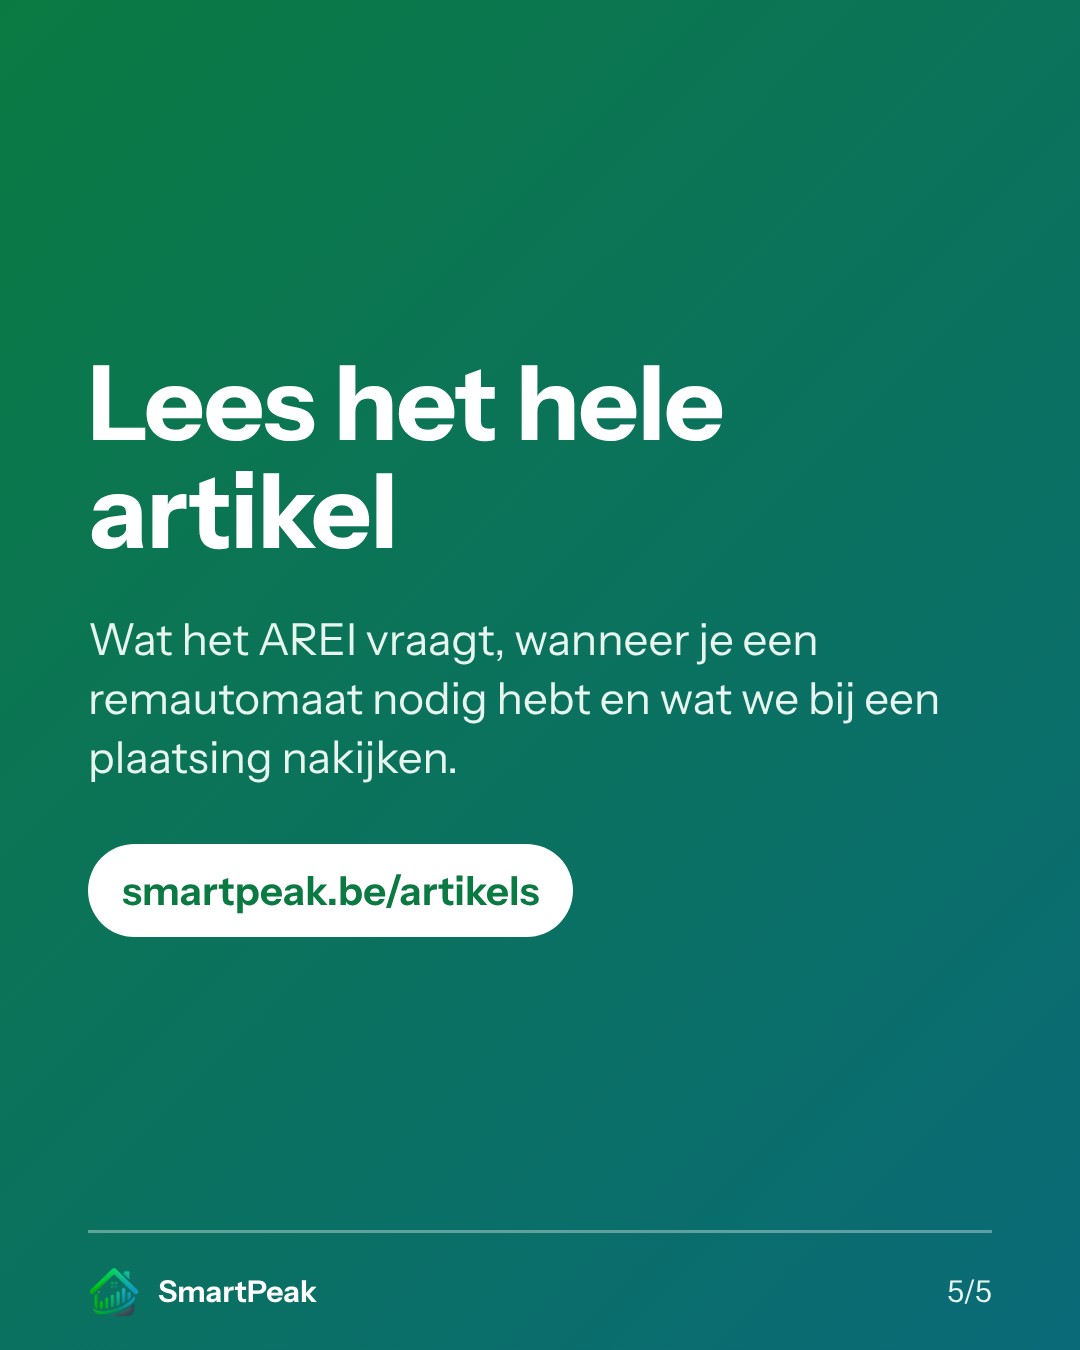 Lees het hele
artikel
Wat het AREI vraagt, wanneer je een
remautomaat nodig hebt en wat we bij een
plaatsing nakijken.
smartpeak.be/artikels
SmartPeak
5/5